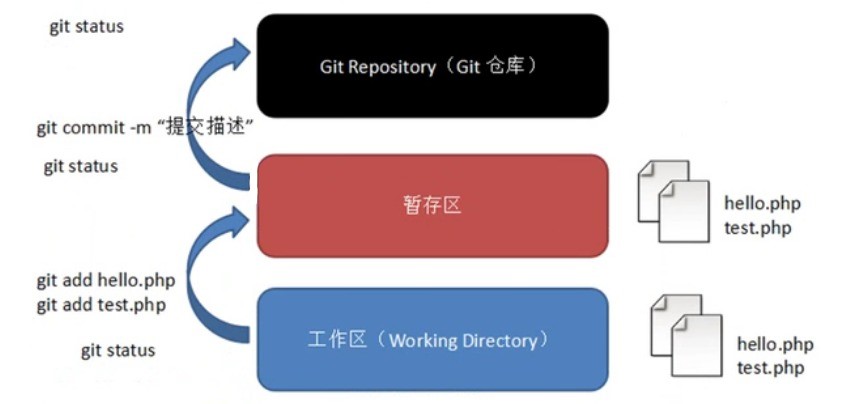 git status
Git Repository（Git 仓库）
git commit -m “提交描述”
git status
暂存区
hello.php
test.php
git add hello.php
git add test.php
git status
工作区（Working Directory）
hello.php
test.php